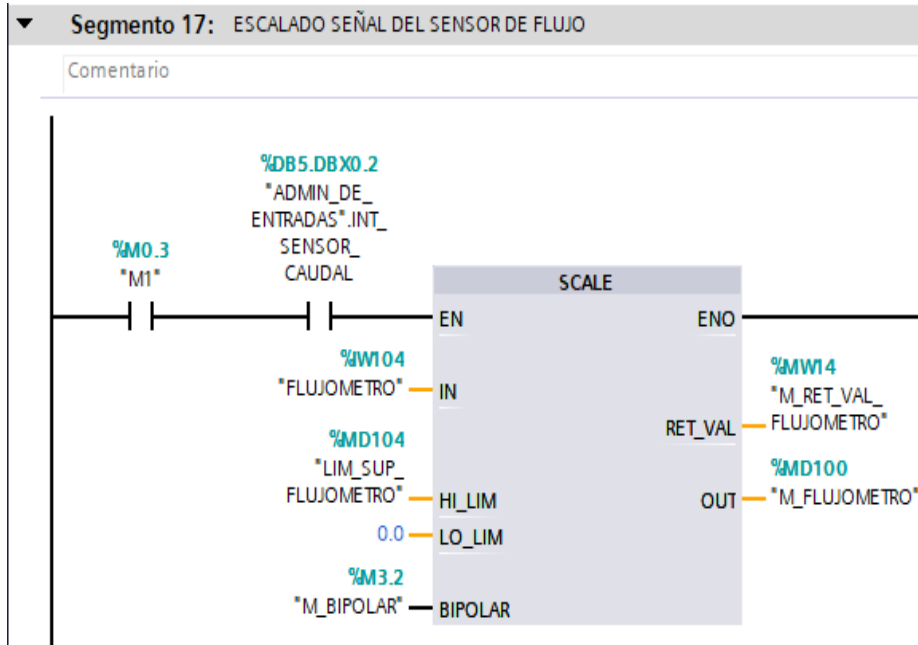 Segmento 17: ESCALADO SEÑAL DEL SENSOR DE FLUJO
Comentario
%DB5.DBX0.2
"ADMIN_DE_
ENTRADAS".INT_
SENSOR_
CAUDAL
%M0.3
"M1"
SCALE
EN
ENO
%IW104
"FLUJOMETRO"
IN
%MW14
"M_RET_VAL_
FLUJOMETRO"
RET_VAL
%MD104
"LIM_SUP_
FLUJOMETRO"
HI_LIM
%MD100
"M_FLUJOMETRO"
OUT
0.0
LO_LIM
%M3.2
"M_BIPOLAR"
BIPOLAR